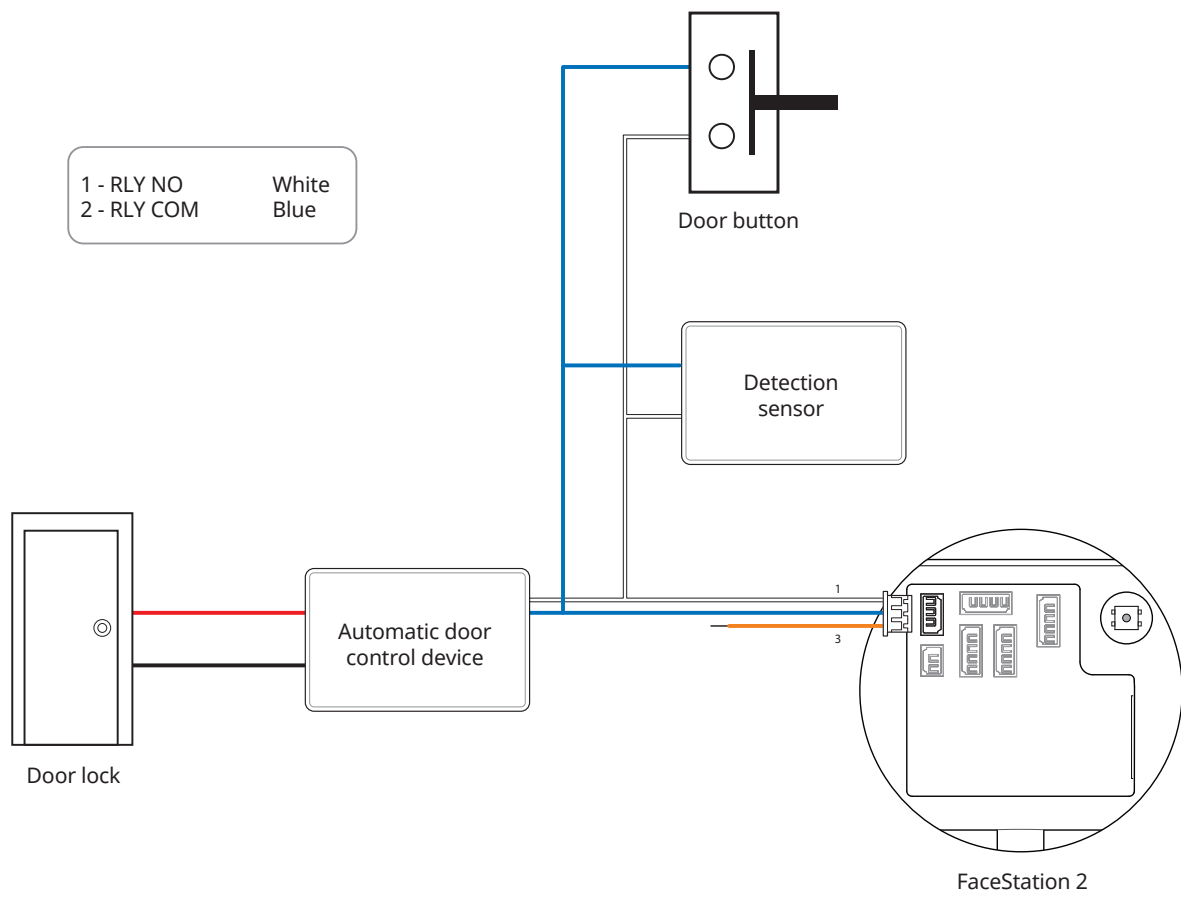 Door button
1 - RLY NO White
2 - RLY COM Blue
Detection
sensor
1
3
Automatic door
control device
Door lock
FaceStation 2